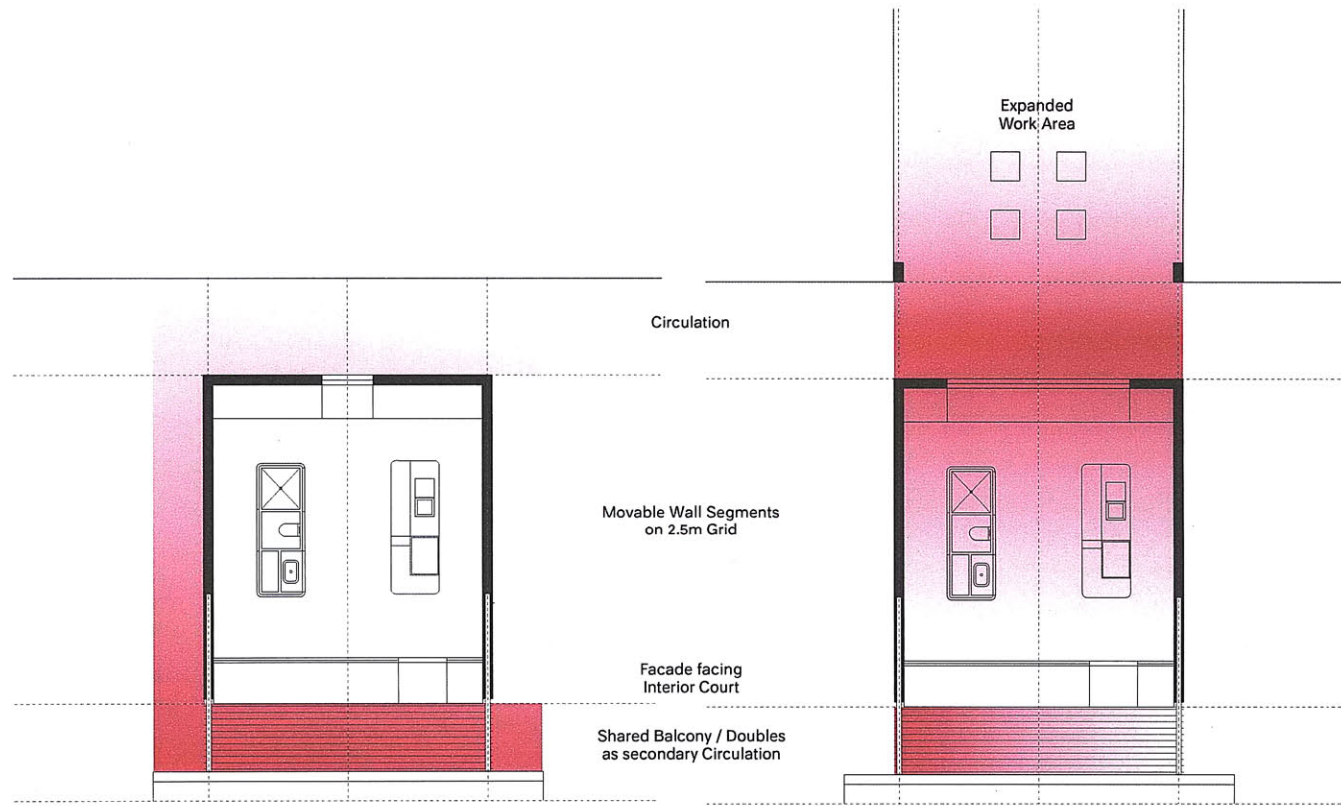 Expanded
Work Area
Circulation
Movable Wall Segments
on 2.5m Grid
Facade facing
Interior Court
Shared Balcony / Doubles
as secondary Circulation